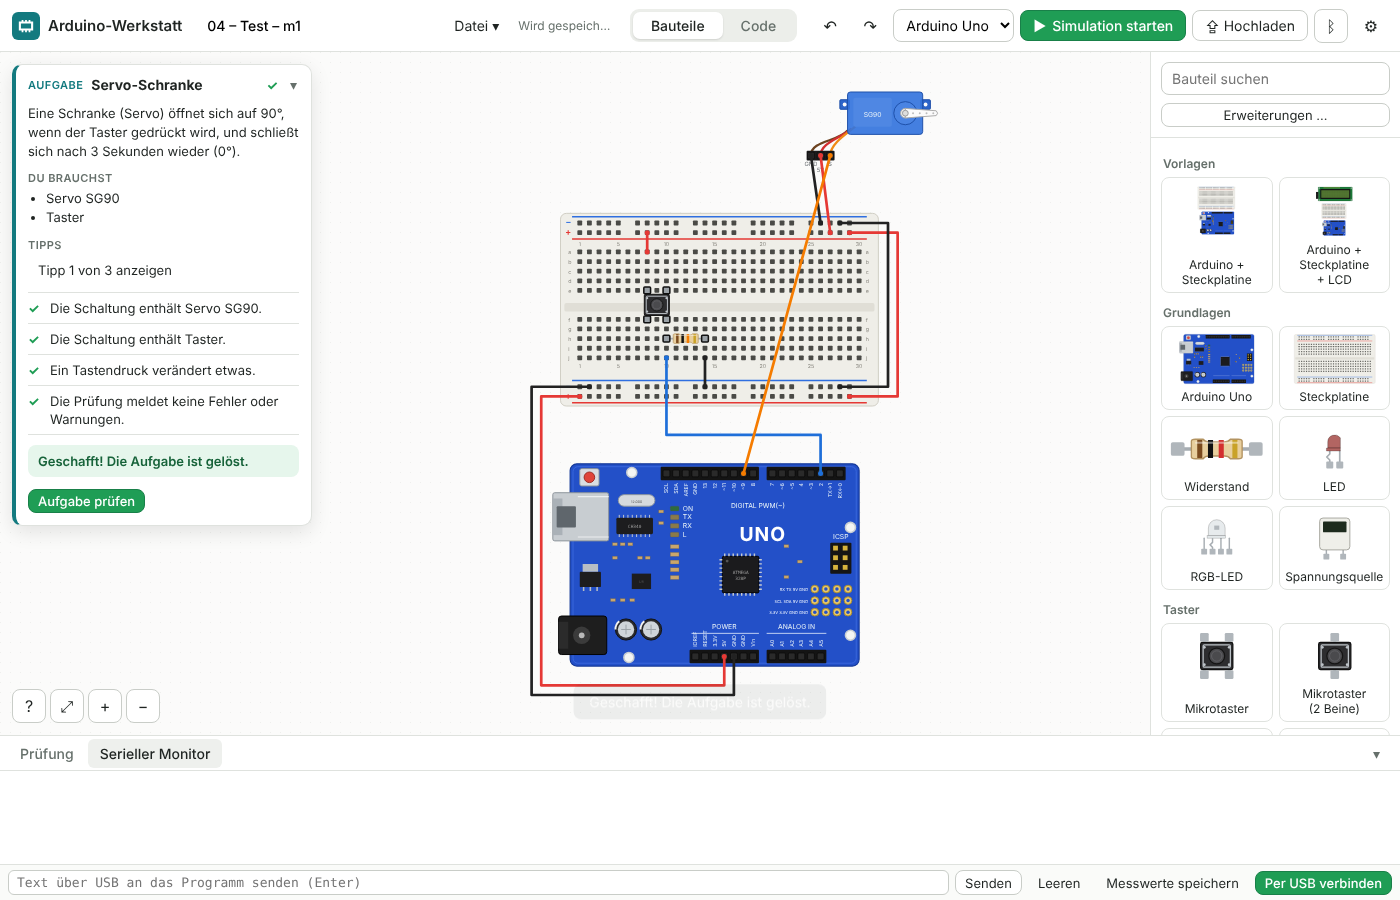 Arduino-Werkstatt
04 – Test – m1
Datei ▾
Wird gespeich...
Bauteile
Code
Arduino Uno
Simulation starten
Hochladen
AUFGABE Servo-Schranke
Eine Schranke (Servo) öffnet sich auf 90°,
wenn der Taster gedrückt wird, und schließt
sich nach 3 Sekunden wieder (0°).
DU BRAUCHST
• Servo SG90
• Taster
TIPPS
Tipp 1 von 3 anzeigen
Die Schaltung enthält Servo SG90.
Die Schaltung enthält Taster.
Ein Tastendruck verändert etwas.
Die Prüfung meldet keine Fehler oder
Warnungen.
Geschafft! Die Aufgabe ist gelöst.
Aufgabe prüfen
SG90
ON
TX
RX
L
DIGITAL PWM(~)
UNO
ICSP
POWER
ANALOG IN
Geschafft! Die Aufgabe ist gelöst.
Bauteil suchen
Erweiterungen ...
Vorlagen
Arduino +
Steckplatine
Arduino +
Steckplatine
+ LCD
Grundlagen
Arduino Uno
Steckplatine
Widerstand
LED
RGB-LED
Spannungsquelle
Taster
Mikrotaster
Mikrotaster
(2 Beine)
?
+
−
Prüfung
Serieller Monitor
Text über USB an das Programm senden (Enter)
Senden
Leeren
Messwerte speichern
Per USB verbinden